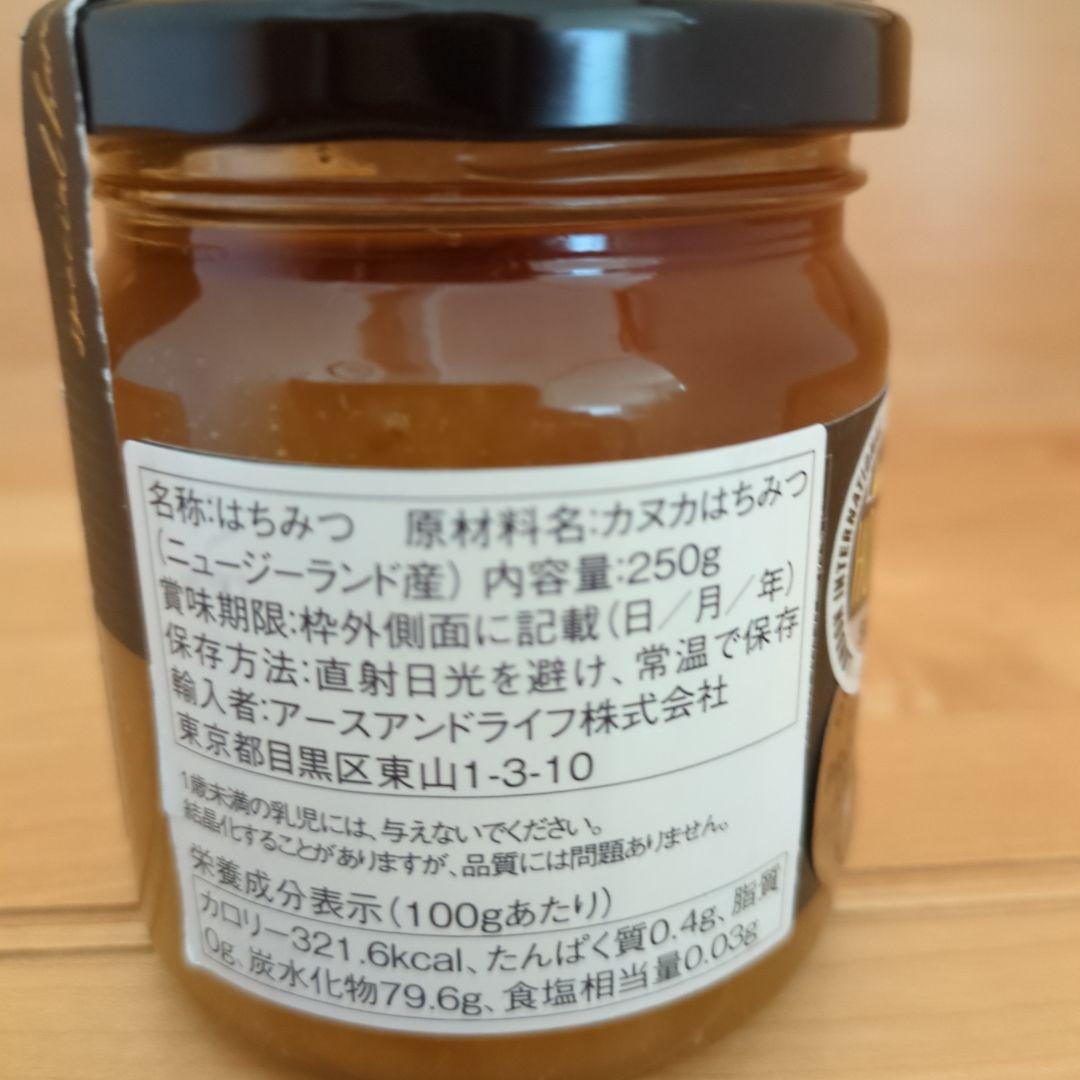 名称:はちみつ　原材料名:カヌカはちみつ
(ニュージーランド産) 内容量:250g
賞味期限:枠外側面に記載(日/月/年)
保存方法:直射日光を避け、常温で保存
輸入者:アースアンドライフ株式会社
東京都目黒区東山1-3-10
1歳未満の乳児には、与えないでください。
結晶化することがありますが、品質には問題ありません。
栄養成分表示(100gあたり)
カロリー321.6kcal、たんぱく質0.4g、脂質
0g、炭水化物79.6g、食塩相当量0.03g